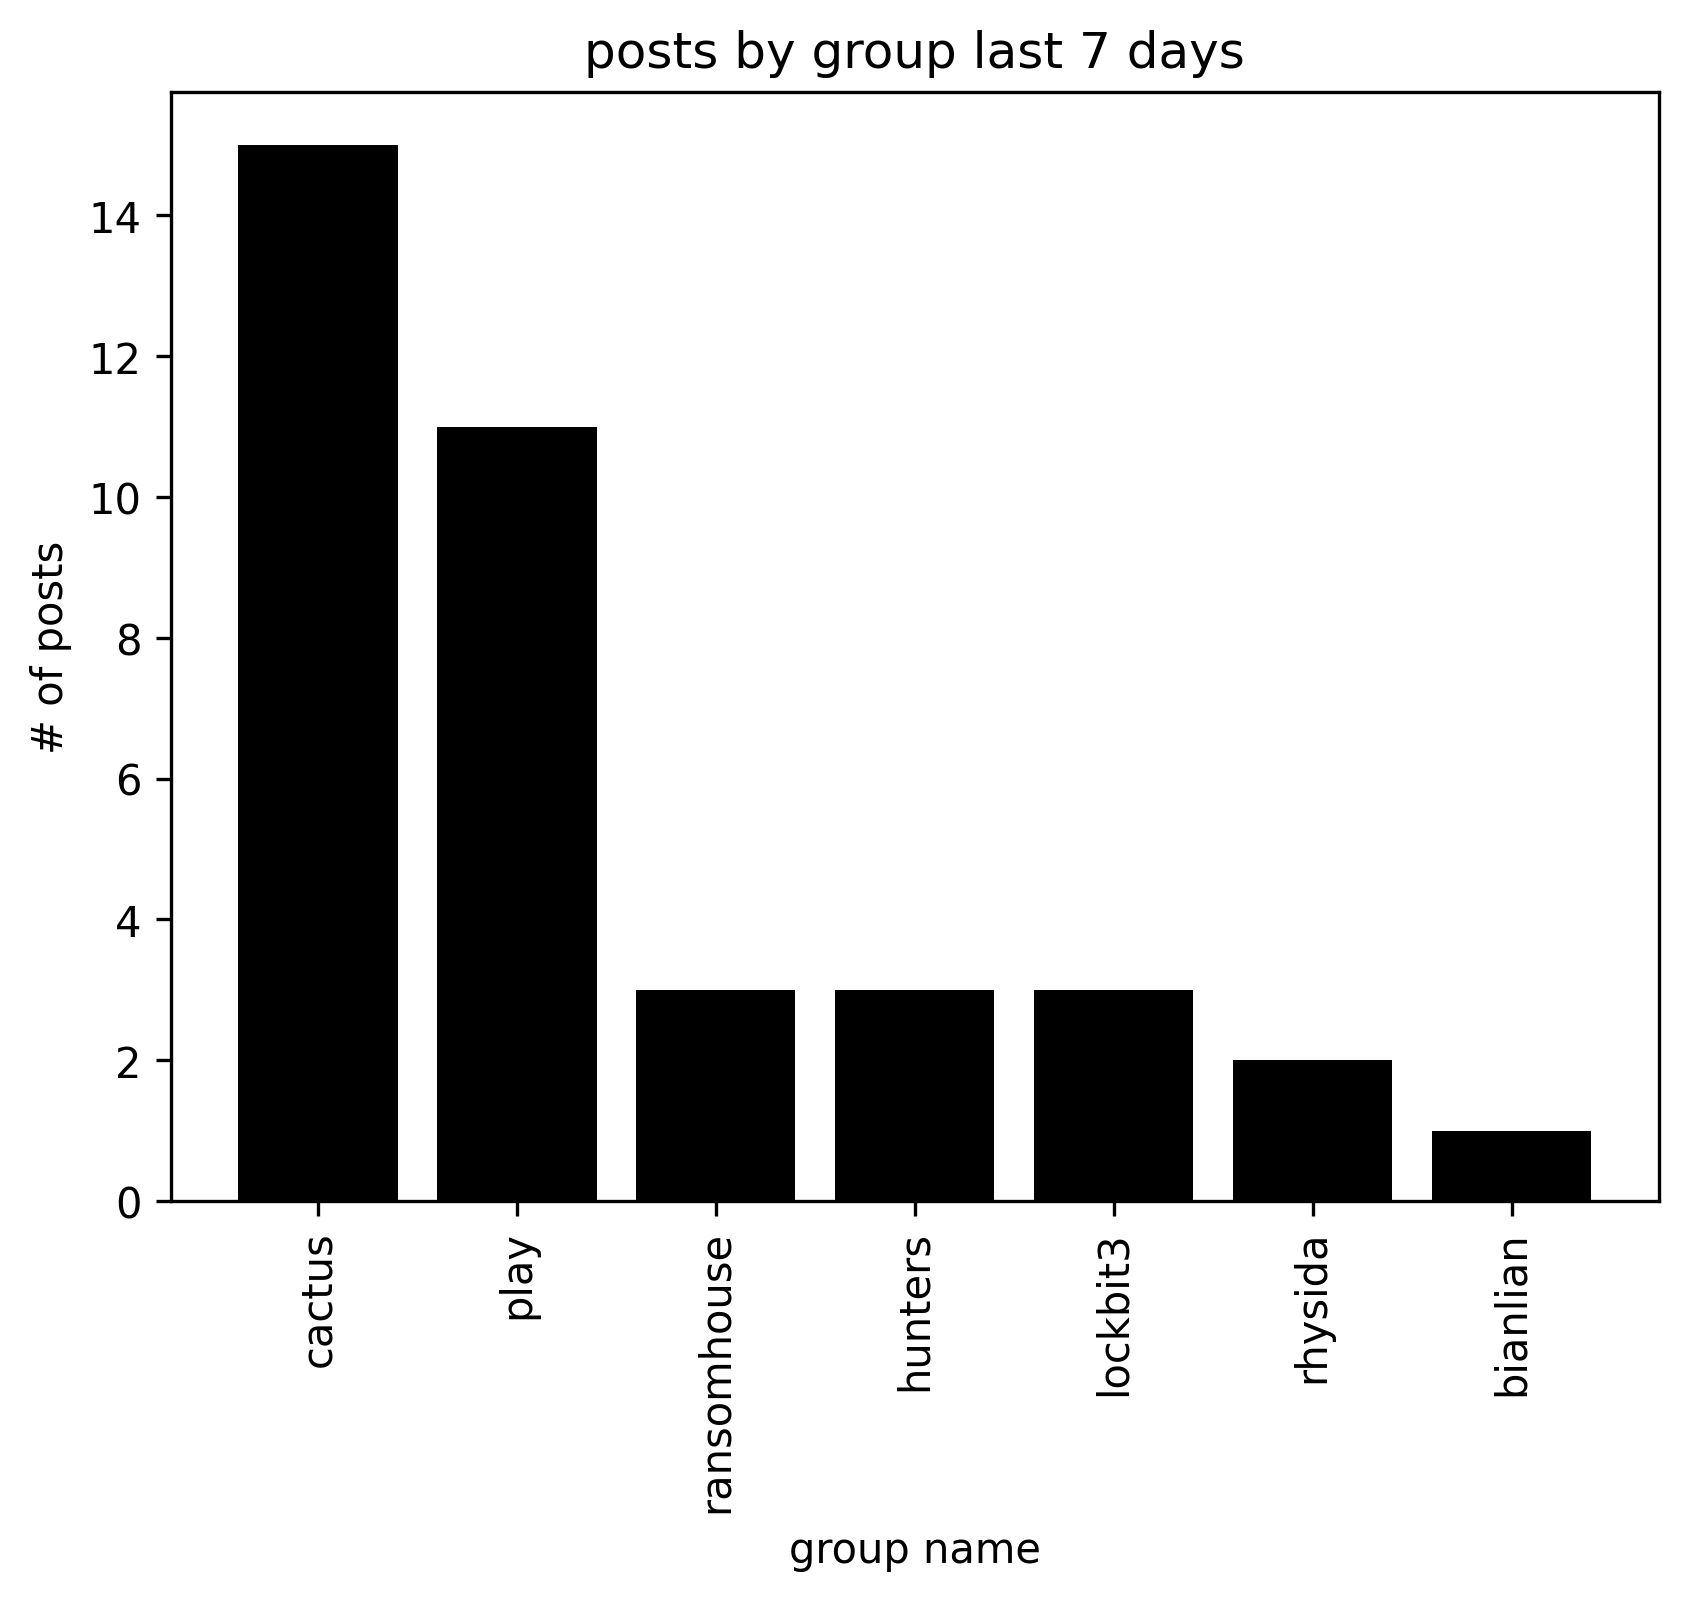 posts by group last 7 days
# of posts
14
12
10
8
6
4
2
0
cactus
play
ransomhouse
hunters
lockbit3
rhysida
bianlian
group name